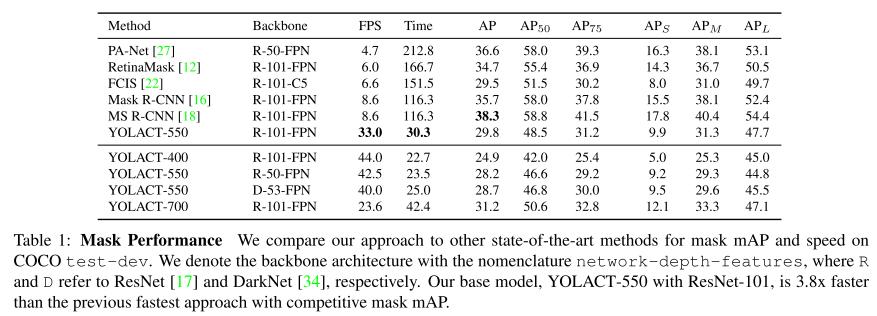 Method Backbone FPS Time AP AP50 AP75 APS APM APL
PA-Net [27] R-50-FPN 4.7 212.8 36.6 58.0 39.3 16.3 38.1 53.1
RetinaMask [12] R-101-FPN 6.0 166.7 34.7 55.4 36.9 14.3 36.7 50.5
FCIS [22] R-101-C5 6.6 151.5 29.5 51.5 30.2 8.0 31.0 49.7
Mask R-CNN [16] R-101-FPN 8.6 116.3 35.7 58.0 37.8 15.5 38.1 52.4
MS R-CNN [18] R-101-FPN 8.6 116.3 38.3 58.8 41.5 17.8 40.4 54.4
YOLACT-550 R-101-FPN 33.0 30.3 29.8 48.5 31.2 9.9 31.3 47.7
YOLACT-400 R-101-FPN 44.0 22.7 24.9 42.0 25.4 5.0 25.3 45.0
YOLACT-550 R-50-FPN 42.5 23.5 28.2 46.6 29.2 9.2 29.3 44.8
YOLACT-550 D-53-FPN 40.0 25.0 28.7 46.8 30.0 9.5 29.6 45.5
YOLACT-700 R-101-FPN 23.6 42.4 31.2 50.6 32.8 12.1 33.3 47.1
Table 1: Mask Performance We compare our approach to other state-of-the-art methods for mask mAP and speed on
COCO test-dev. We denote the backbone architecture with the nomenclature network-depth-features, where R
and D refer to ResNet [17] and DarkNet [34], respectively. Our base model, YOLACT-550 with ResNet-101, is 3.8x faster
than the previous fastest approach with competitive mask mAP.